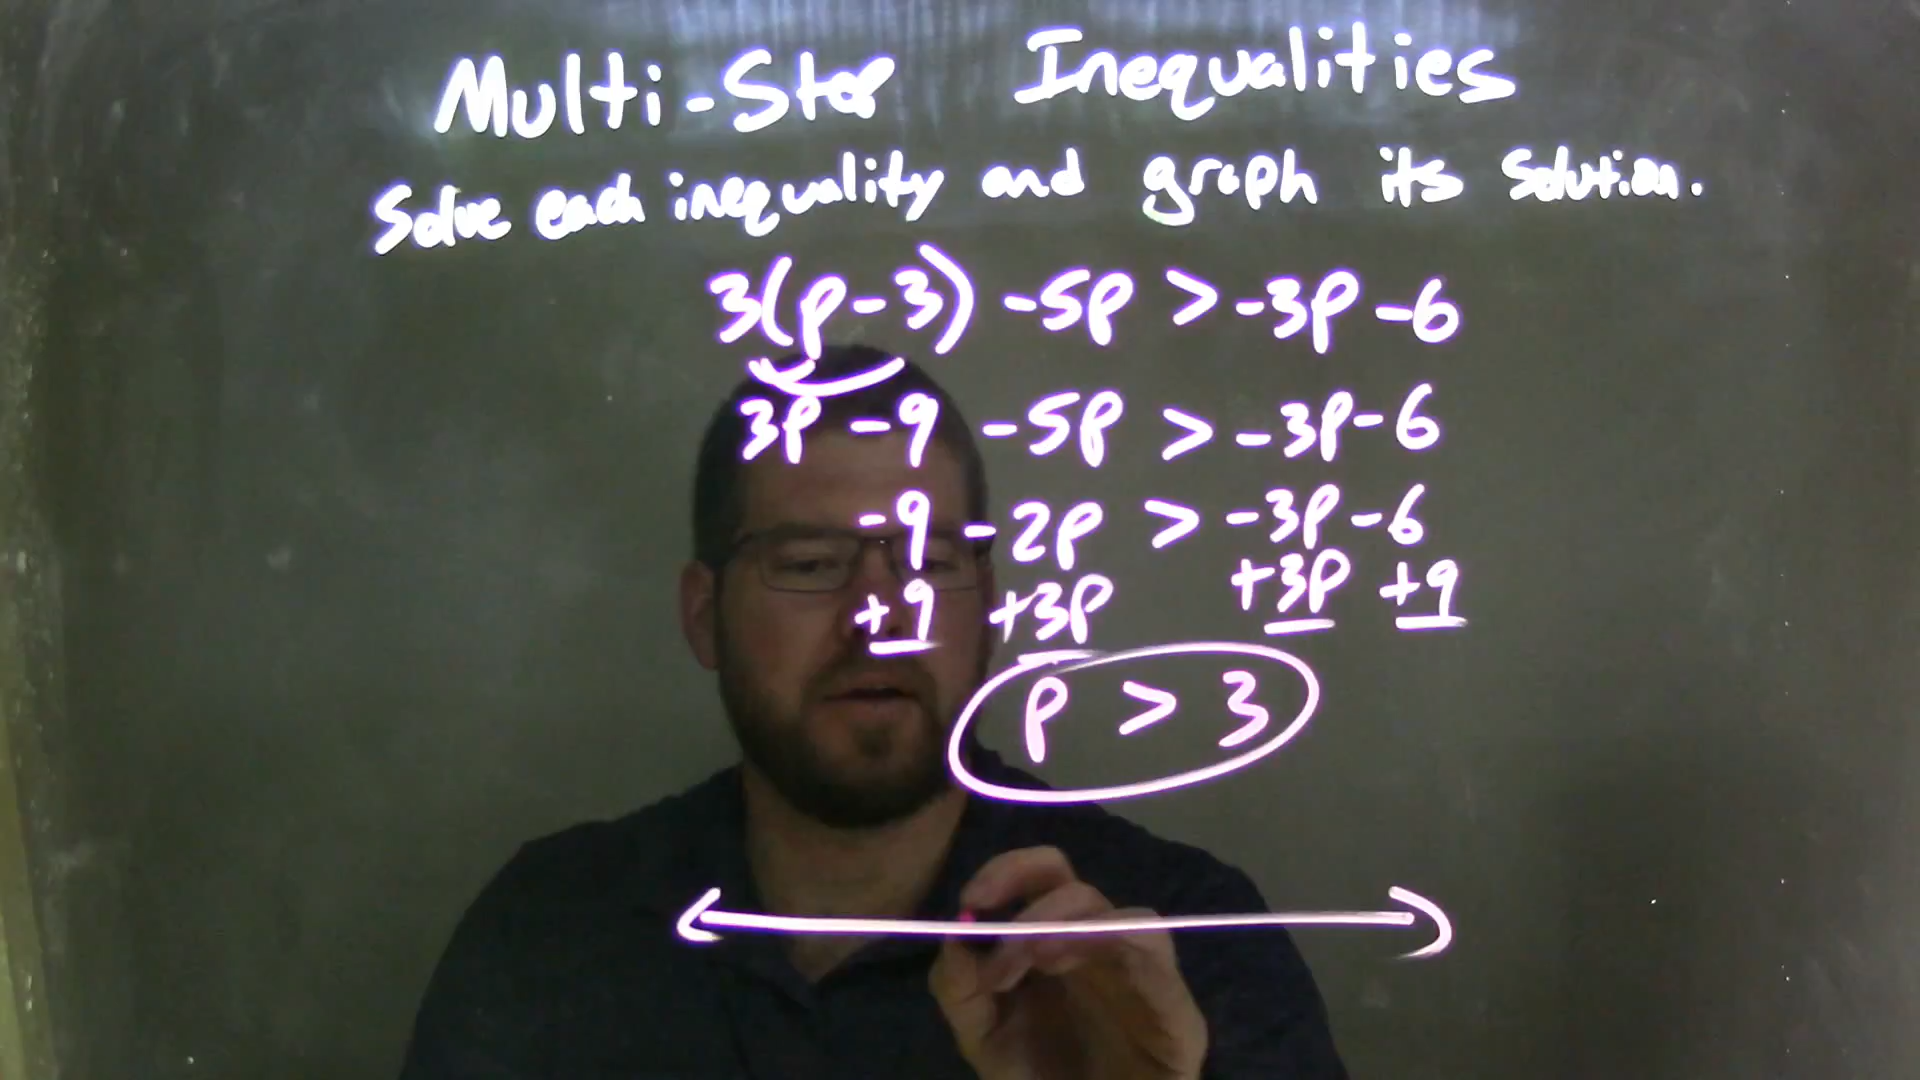 Multi-Step Inequalities
Solve each inequality and graph its solution.
3(p-3) -5p > -3p -6
3p -9 -5p > -3p-6
-9 -2p > -3p-6
+9 +3p +3p +9
p > 3